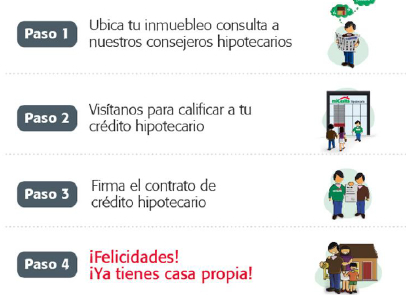 Paso 1
Ubica tu inmuebleo consulta a
nuestros consejeros hipotecarios
Paso 2
Visítanos para calificar a tu
crédito hipotecario
Paso 3
Firma el contrato de
crédito hipotecario
Paso 4
¡Felicidades!
¡Ya tienes casa propia!